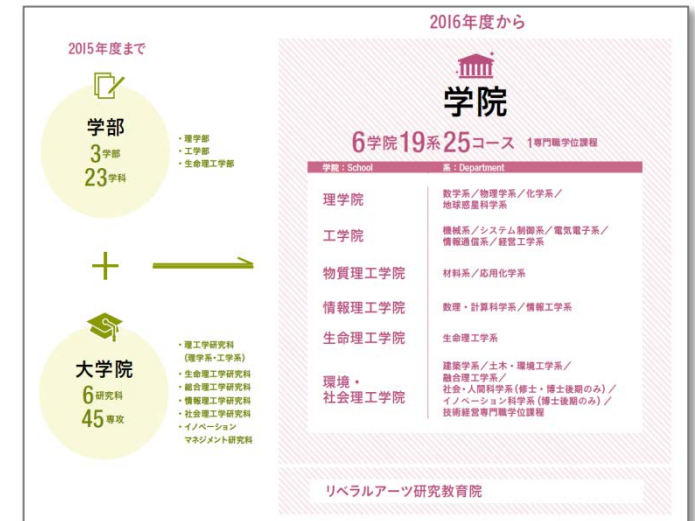 2015年度まで
学部
3学部
23学科
・理学部
・工学部
・生命理工学部
+
大学院
6研究科
45専攻
・理工学研究科
(理学系・工学系)
・生命理工学研究科
・総合理工学研究科
・情報理工学研究科
・社会理工学研究科
・イノベーション
マネジメント研究科
2016年度から
学院
6学院19系25コース 1専門職学位課程
学院:School 系:Department
理学院
数学系/物理学系/化学系/
地球惑星科学系
工学院
機械系/システム制御系/電気電子系/
情報通信系/経営工学系
物質理工学院
材料系/応用化学系
情報理工学院
数理・計算科学系/情報工学系
生命理工学院
生命理工学系
環境・
社会理工学院
建築学系/土木・環境工学系/
融合理工学系/
社会・人間科学系(修士・博士後期のみ)/
イノベーション科学系(博士後期のみ)/
技術経営専門職学位課程
リベラルアーツ研究教育院